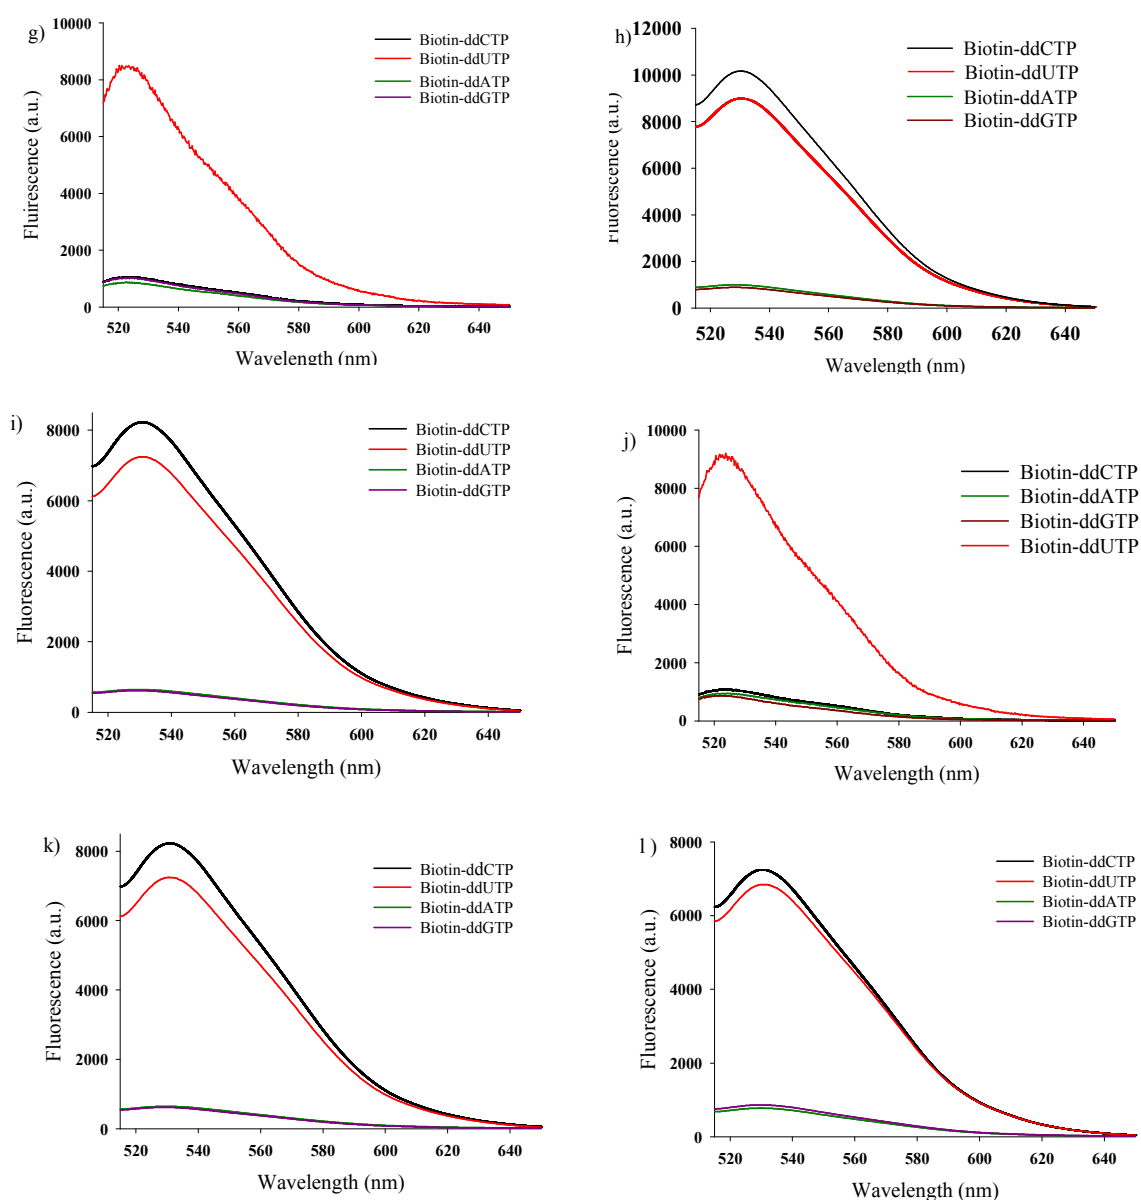 g)
10000
8000
6000
4000
2000
0
Fluirescence (a.u.)
Biotin-ddCTP
Biotin-ddUTP
Biotin-ddATP
Biotin-ddGTP
520 540 560 580 600 620 640
Wavelength (nm)
h)
12000
10000
8000
6000
4000
2000
0
Fluorescence (a.u.)
Biotin-ddCTP
Biotin-ddUTP
Biotin-ddATP
Biotin-ddGTP
520 540 560 580 600 620 640
Wavelength (nm)
i)
8000
6000
4000
2000
0
Fluorescence (a.u.)
Biotin-ddCTP
Biotin-ddUTP
Biotin-ddATP
Biotin-ddGTP
520 540 560 580 600 620 640
Wavelength (nm)
j)
10000
8000
6000
4000
2000
0
Fluorescence (a.u.)
Biotin-ddCTP
Biotin-ddATP
Biotin-ddGTP
Biotin-ddUTP
520 540 560 580 600 620 640
Wavelength (nm)
k)
8000
6000
4000
2000
0
Fluorescence (a.u.)
Biotin-ddCTP
Biotin-ddUTP
Biotin-ddATP
Biotin-ddGTP
520 540 560 580 600 620 640
Wavelength (nm)
l )
8000
6000
4000
2000
0
Fluorescence (a.u.)
Biotin-ddCTP
Biotin-ddUTP
Biotin-ddATP
Biotin-ddGTP
520 540 560 580 600 620 640
Wavelength (nm)